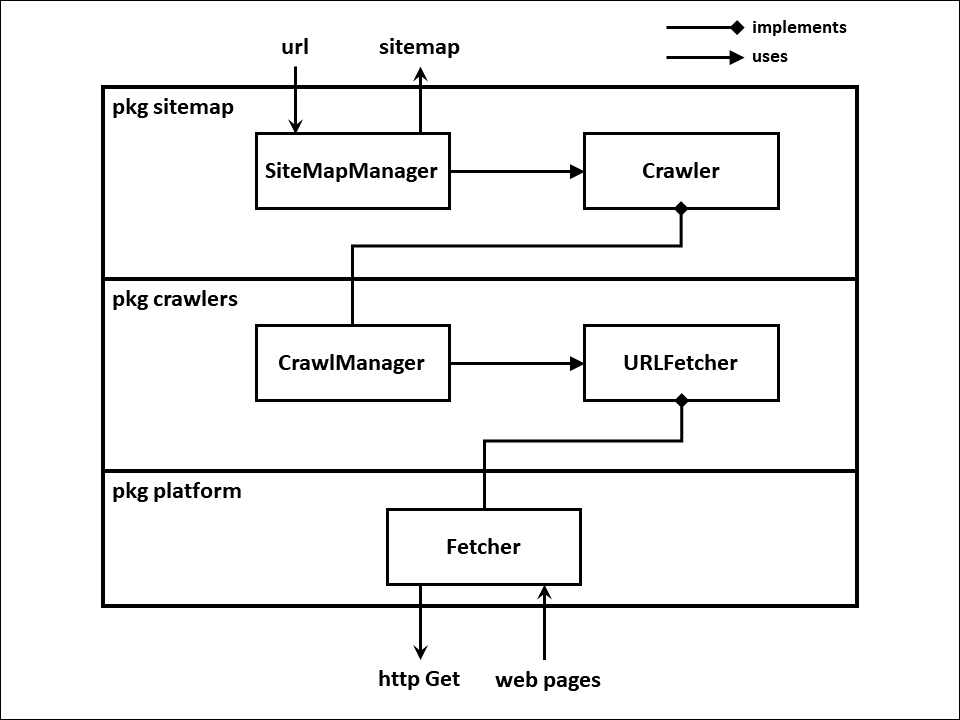 implements
uses
url
sitemap
pkg sitemap
SiteMapManager
Crawler
pkg crawlers
CrawlManager
URLFetcher
pkg platform
Fetcher
http Get
web pages